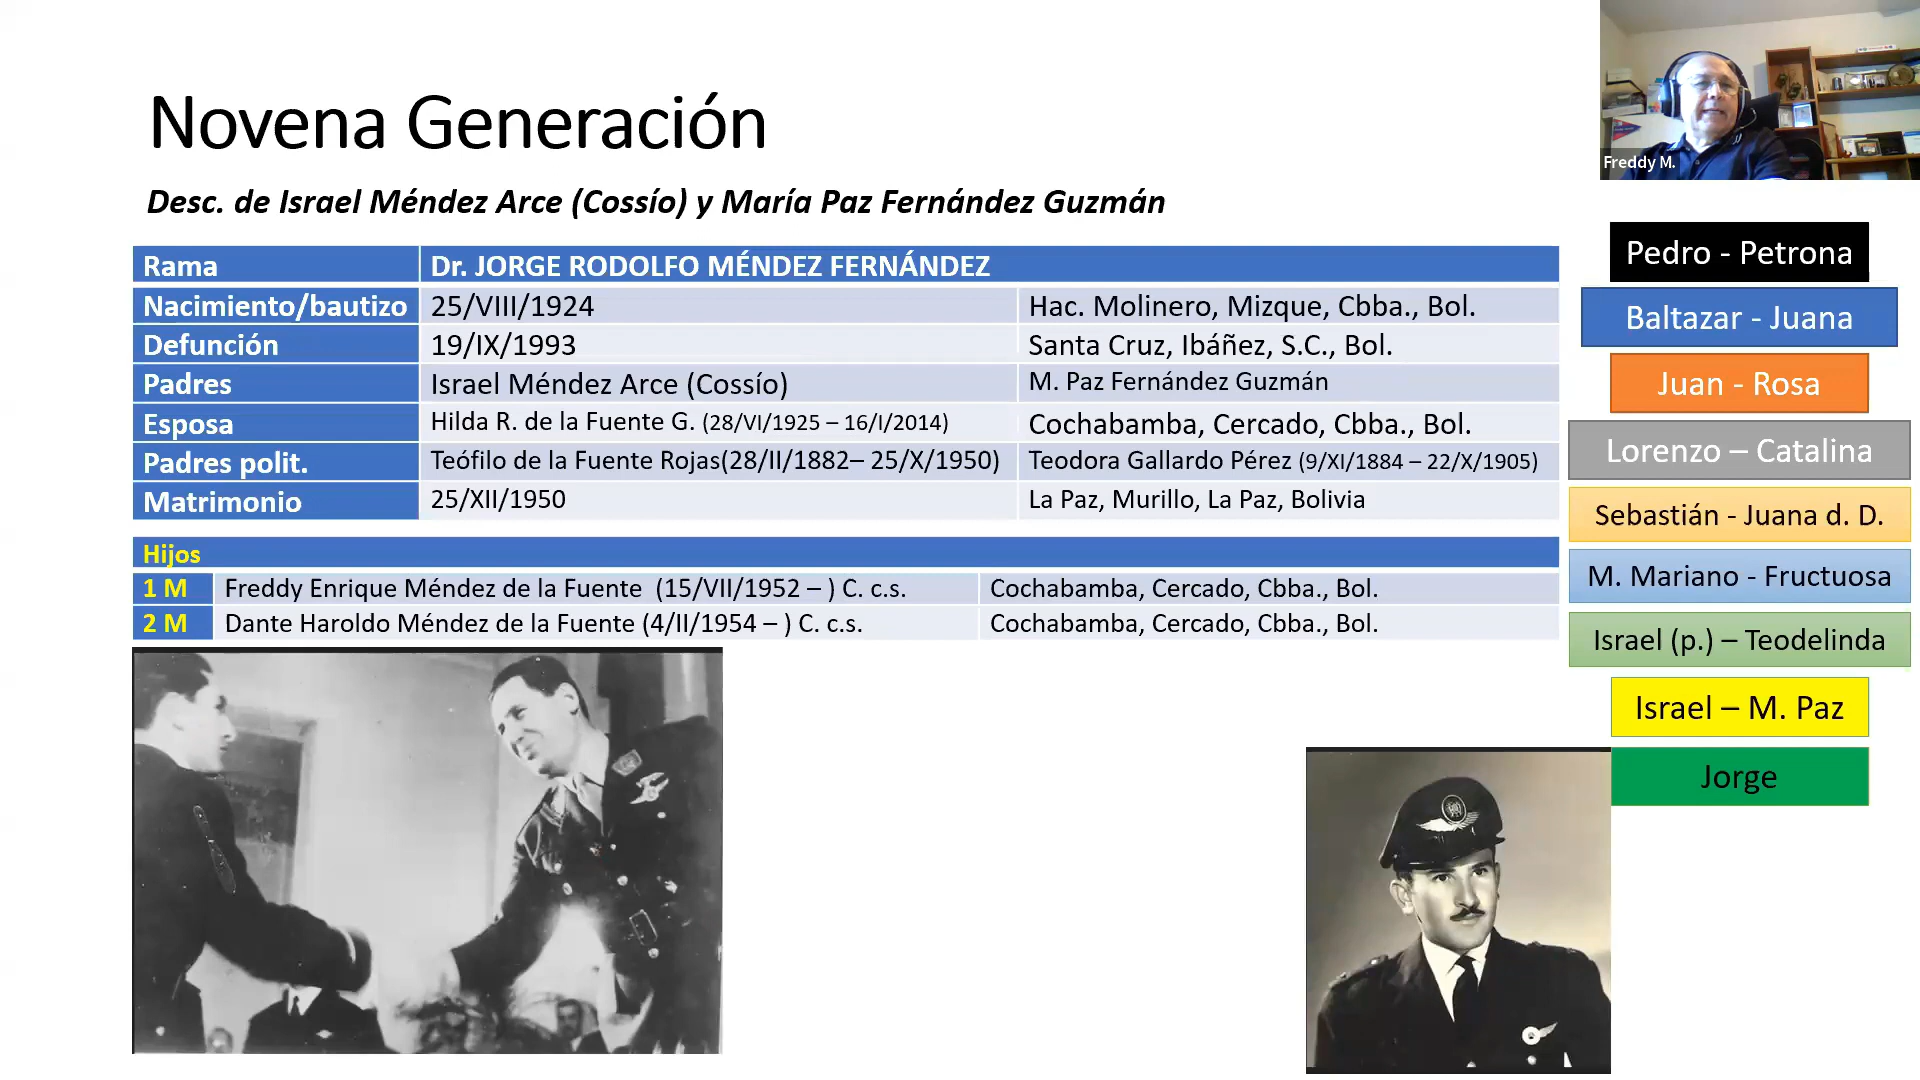 Novena Generación
Desc. de Israel Méndez Arce (Cossío) y María Paz Fernández Guzmán
Rama Dr. JORGE RODOLFO MÉNDEZ FERNÁNDEZ
Nacimiento/bautizo 25/VIII/1924 Hac. Molinero, Mizque, Cbba., Bol.
Defunción 19/IX/1993 Santa Cruz, Ibáñez, S.C., Bol.
Padres Israel Méndez Arce (Cossío) M. Paz Fernández Guzmán
Esposa Hilda R. de la Fuente G. (28/VI/1925 – 16/I/2014) Cochabamba, Cercado, Cbba., Bol.
Padres polit. Teófilo de la Fuente Rojas(28/II/1882– 25/X/1950) Teodora Gallardo Pérez (9/XI/1884 – 22/X/1905)
Matrimonio 25/XII/1950 La Paz, Murillo, La Paz, Bolivia
Hijos
1 M Freddy Enrique Méndez de la Fuente (15/VII/1952 – ) C. c.s. Cochabamba, Cercado, Cbba., Bol.
2 M Dante Haroldo Méndez de la Fuente (4/II/1954 – ) C. c.s. Cochabamba, Cercado, Cbba., Bol.
Freddy M.
Pedro - Petrona
Baltazar - Juana
Juan - Rosa
Lorenzo – Catalina
Sebastián - Juana d. D.
M. Mariano - Fructuosa
Israel (p.) – Teodelinda
Israel – M. Paz
Jorge